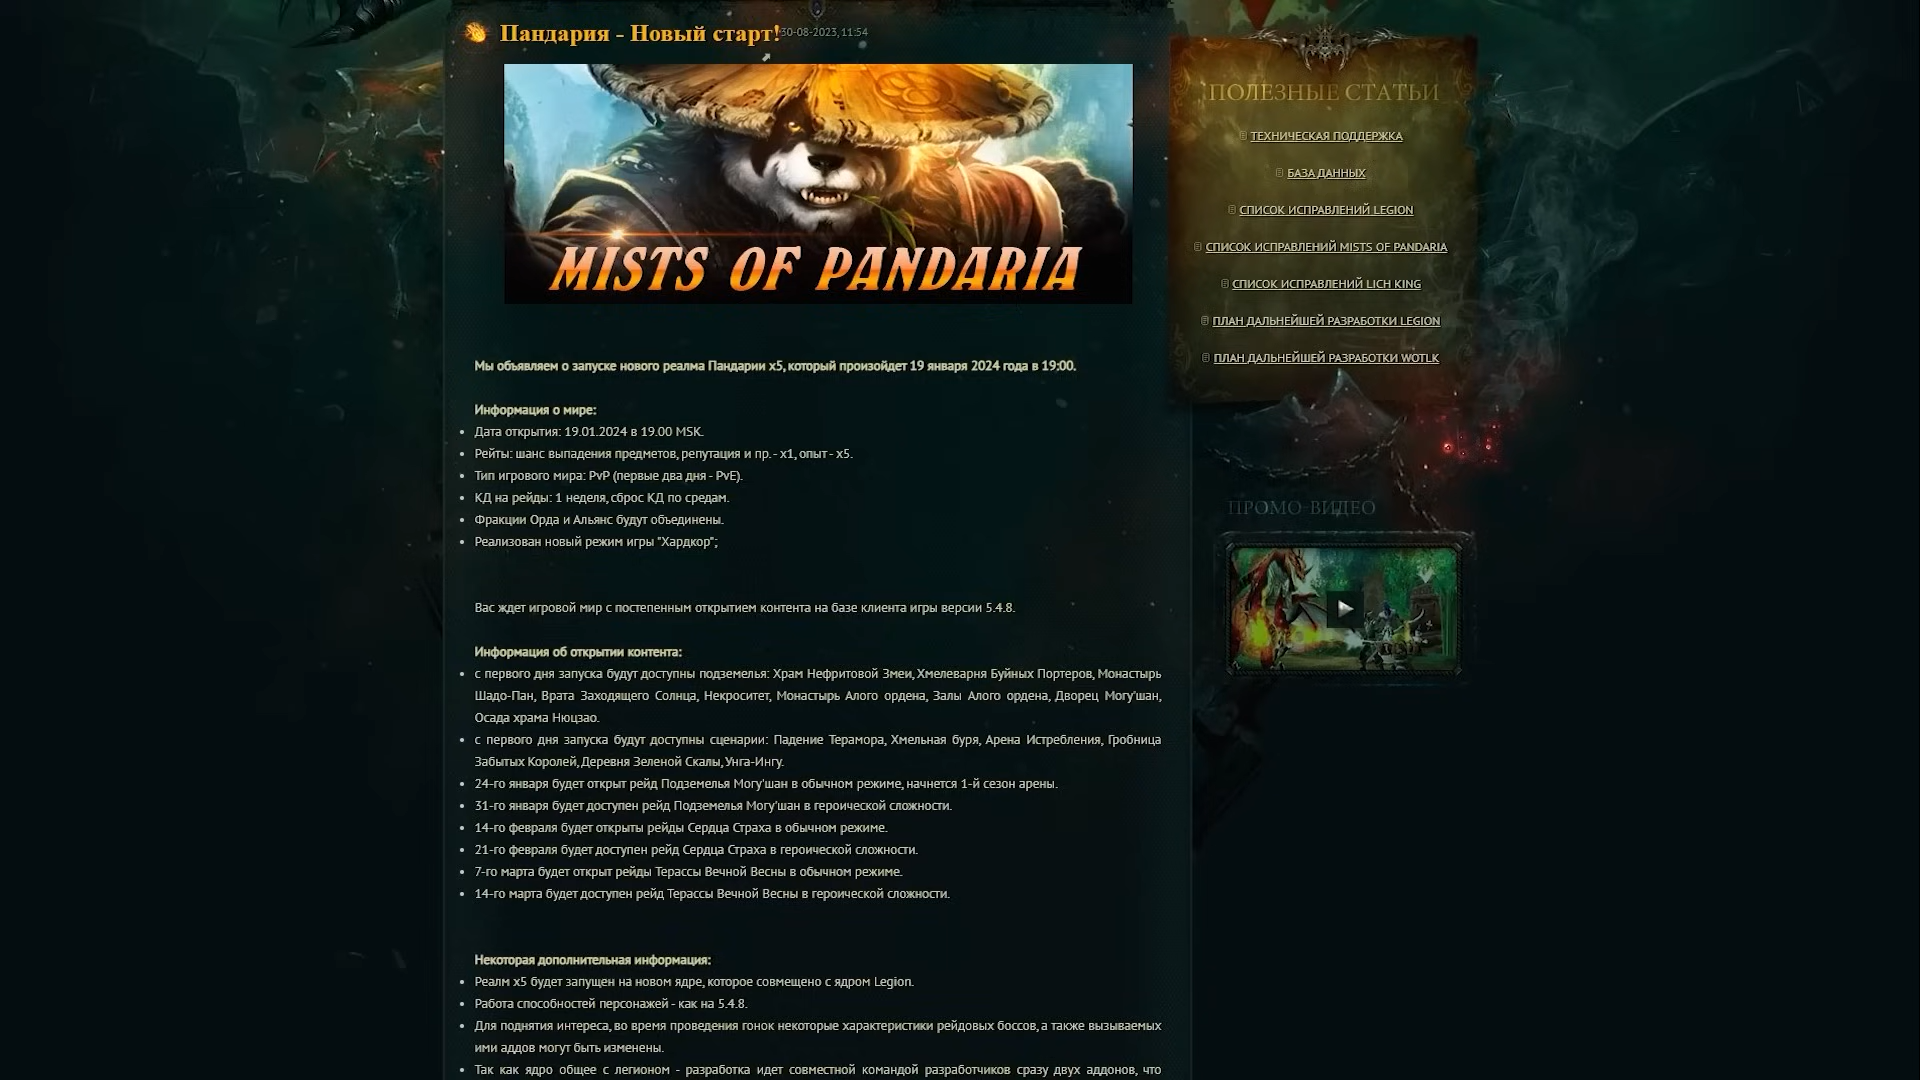 Пандария - Новый старт! 30-08-2023, 11:54
MISTS OF PANDARIA
Мы объявляем о запуске нового реалма Пандарии x5, который произойдет 19 января 2024 года в 19:00.
Информация о мире:
Дата открытия: 19.01.2024 в 19.00 MSK.
Рейты: шанс выпадения предметов, репутация и пр. - x1, опыт - x5.
Тип игрового мира: PvP (первые два дня - PvE).
КД на рейды: 1 неделя, сброс КД по средам.
Фракции Орда и Альянс будут объединены.
Реализован новый режим игры "Хардкор";
Вас ждет игровой мир с постепенным открытием контента на базе клиента игры версии 5.4.8.
Информация об открытии контента:
с первого дня запуска будут доступны подземелья: Храм Нефритовой Змеи, Хмелеварня Буйных Портеров, Монастырь
Шадо-Пан, Врата Заходящего Солнца, Некроситет, Монастырь Алого ордена, Залы Алого ордена, Дворец Могу'шан,
Осада храма Нюцзао.
с первого дня запуска будут доступны сценарии: Падение Терамора, Хмельная буря, Арена Истребления, Гробница
Забытых Королей, Деревня Зеленой Скалы, Унга-Ингу.
24-го января будет открыт рейд Подземелья Могу'шан в обычном режиме, начнется 1-й сезон арены.
31-го января будет доступен рейд Подземелья Могу'шан в героической сложности.
14-го февраля будет открыты рейды Сердца Страха в обычном режиме.
21-го февраля будет доступен рейд Сердца Страха в героической сложности.
7-го марта будет открыт рейды Терассы Вечной Весны в обычном режиме.
14-го марта будет доступен рейд Терассы Вечной Весны в героической сложности.
Некоторая дополнительная информация:
Реалм x5 будет запущен на новом ядре, которое совмещено с ядром Legion.
Работа способностей персонажей - как на 5.4.8.
Для поднятия интереса, во время проведения гонок некоторые характеристики рейдовых боссов, а также вызываемых
ими аддов могут быть изменены.
Так как ядро общее с легионом - разработка идет совместной командой разработчиков сразу двух аддонов, что
ПОЛЕЗНЫЕ СТАТЬИ
ТЕХНИЧЕСКАЯ ПОДДЕРЖКА
БАЗА ДАННЫХ
СПИСОК ИСПРАВЛЕНИЙ LEGION
СПИСОК ИСПРАВЛЕНИЙ MISTS OF PANDARIA
СПИСОК ИСПРАВЛЕНИЙ LICH KING
ПЛАН ДАЛЬНЕЙШЕЙ РАЗРАБОТКИ LEGION
ПЛАН ДАЛЬНЕЙШЕЙ РАЗРАБОТКИ WOTLK
ПРОМО-ВИДЕО